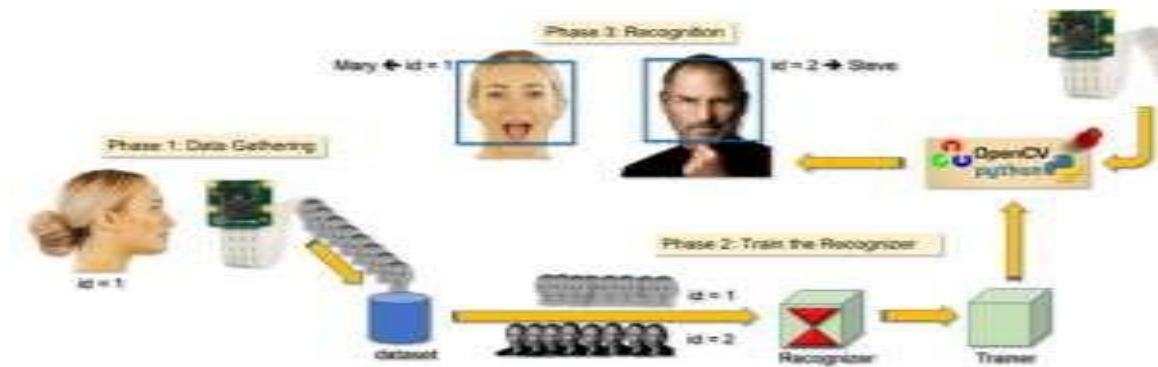 Phase 3: Recognition
Mary ← id = 1
id = 2 → Steve
Phase 1: Data Gathering
OpenCV
python
Phase 2: Train the Recognizer
id = 1
id = 1
id = 2
dataset
Recognizer
Trainer